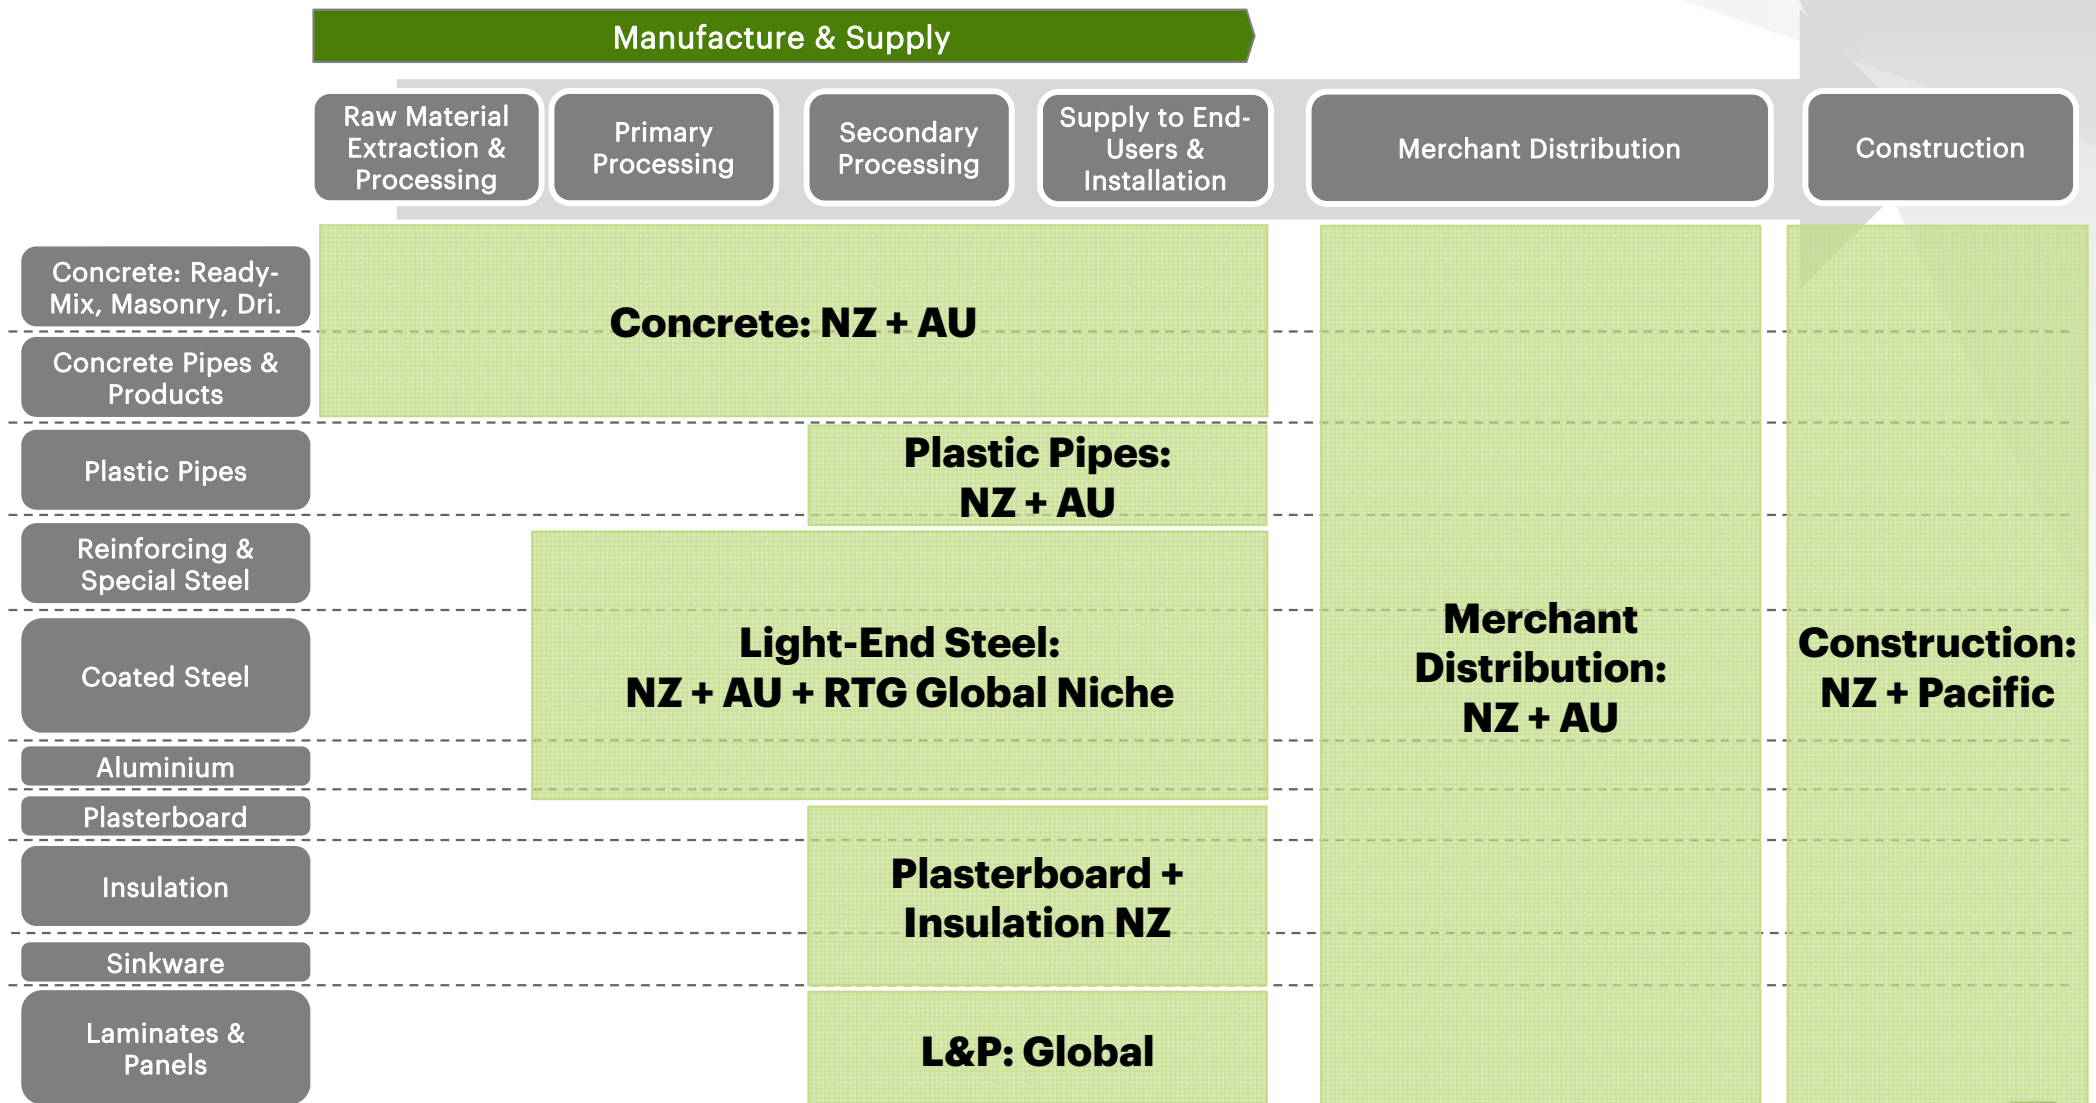 Manufacture & Supply
Raw Material
Extraction &
Processing
Primary
Processing
Secondary
Processing
Supply to End-
Users &
Installation
Merchant Distribution
Construction
Concrete: Ready-
Mix, Masonry, Dri.
Concrete: NZ + AU
Concrete Pipes &
Products
Plastic Pipes
Plastic Pipes:
NZ + AU
Reinforcing &
Special Steel
Coated Steel
Light-End Steel:
NZ + AU + RTG Global Niche
Merchant
Distribution:
NZ + AU
Construction:
NZ + Pacific
Aluminium
Plasterboard
Insulation
Plasterboard +
Insulation NZ
Sinkware
Laminates &
Panels
L&P: Global